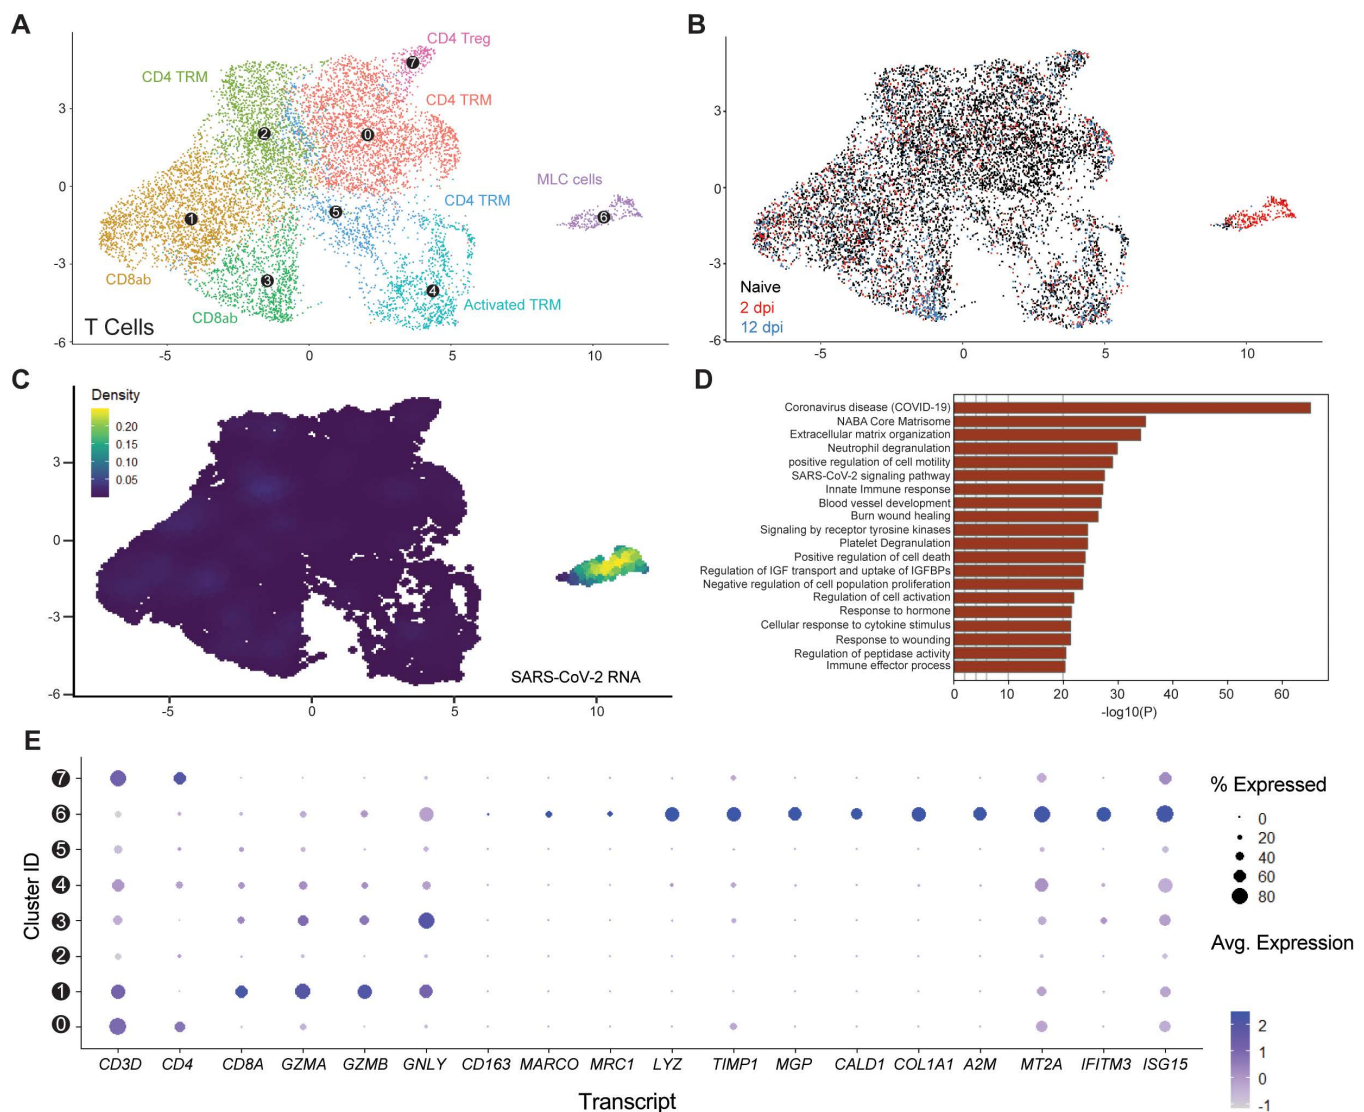 A
CD4 Treg
7
CD4 TRM
CD4 TRM
2
0
MLC cells
6
CD4 TRM
5
1
3
4
CD8ab
CD8ab
Activated TRM
T Cells
3
0
-3
-6
-5
0
5
10
B
3
0
-3
-6
Naive
2 dpi
12 dpi
-5
0
5
10
C
Density
0.20
0.15
0.10
0.05
3
0
-3
-6
SARS-CoV-2 RNA
-5
0
5
10
D
Coronavirus disease (COVID-19)
NABA Core Matrisome
Extracellular matrix organization
Neutrophil degranulation
positive regulation of cell motility
SARS-CoV-2 signaling pathway
Innate Immune response
Blood vessel development
Burn wound healing
Signaling by receptor tyrosine kinases
Platelet Degranulation
Positive regulation of cell death
Regulation of IGF transport and uptake of IGFBPs
Negative regulation of cell population proliferation
Regulation of cell activation
Response to hormone
Cellular response to cytokine stimulus
Response to wounding
Regulation of peptidase activity
Immune effector process
0 10 20 30 40 50 60
-log10(P)
E
Cluster ID
7
6
5
4
3
2
1
0
CD3D CD4 CD8A GZMA GZMB GNLY CD163 MARCO MRC1 LYZ TIMP1 MGP CALD1 COL1A1 A2M MT2A IFITM3 ISG15
Transcript
% Expressed
0
20
40
60
80
Avg. Expression
2
1
0
-1